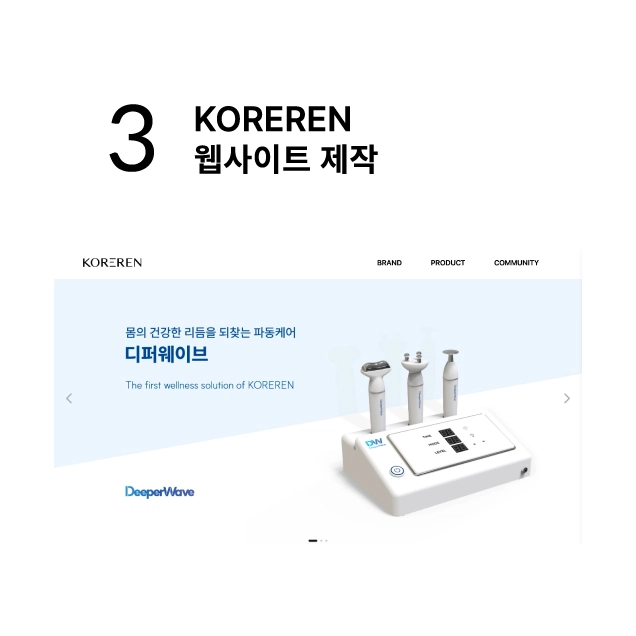 3
KOREREN
웹사이트 제작
KOREREN
BRAND PRODUCT COMMUNITY
몸의 건강한 리듬을 되찾는 파동케어
디퍼웨이브
The first wellness solution of KOREREN
DW
TIME
MODE
LEVEL
DeeperWave